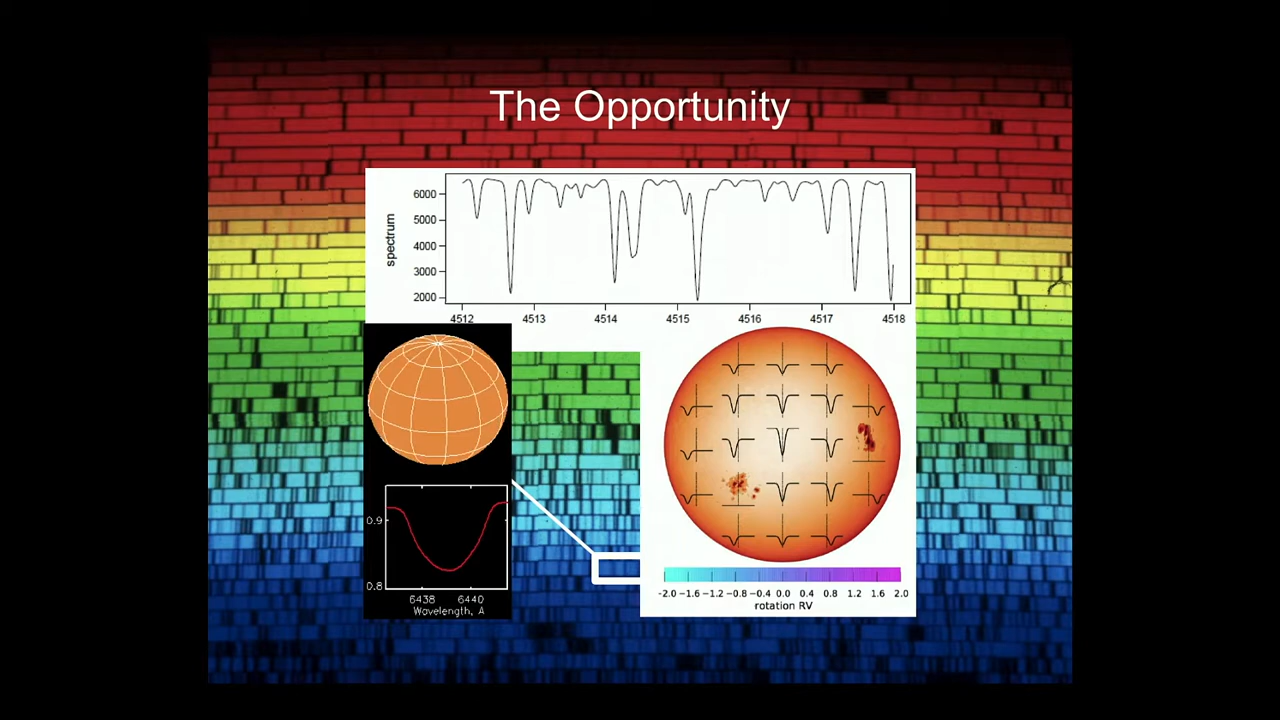 The Opportunity
spectrum
6000
5000
4000
3000
2000
4512 4513 4514 4515 4516 4517 4518
0.9
0.8
6438 6440
Wavelength, A
-2.0 -1.6 -1.2 -0.8 -0.4 0.0 0.4 0.8 1.2 1.6 2.0
rotation RV